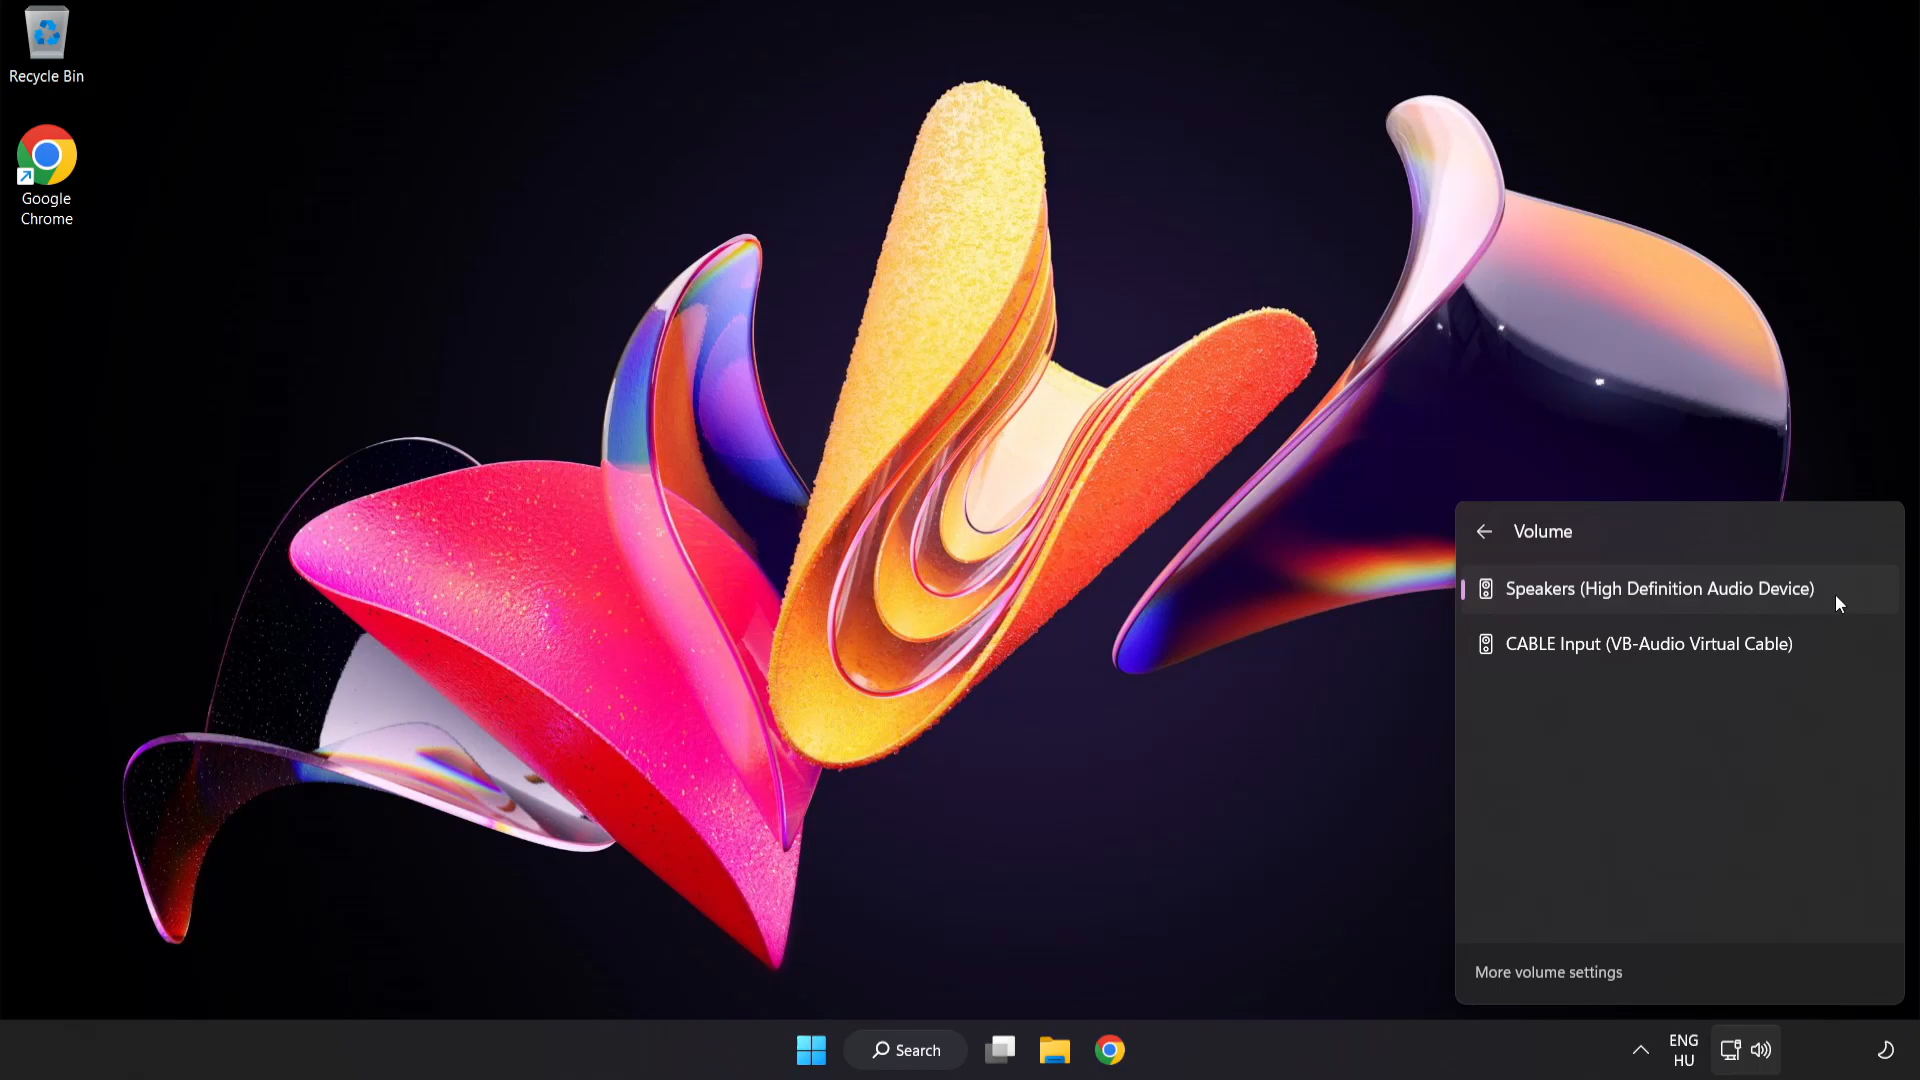 Recycle Bin
Google
Chrome
Volume
Speakers (High Definition Audio Device)
CABLE Input (VB-Audio Virtual Cable)
More volume settings
Search
ENG
HU